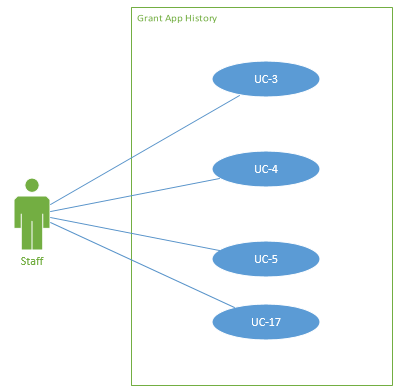 Grant App History
UC-3
UC-4
Staff
UC-5
UC-17